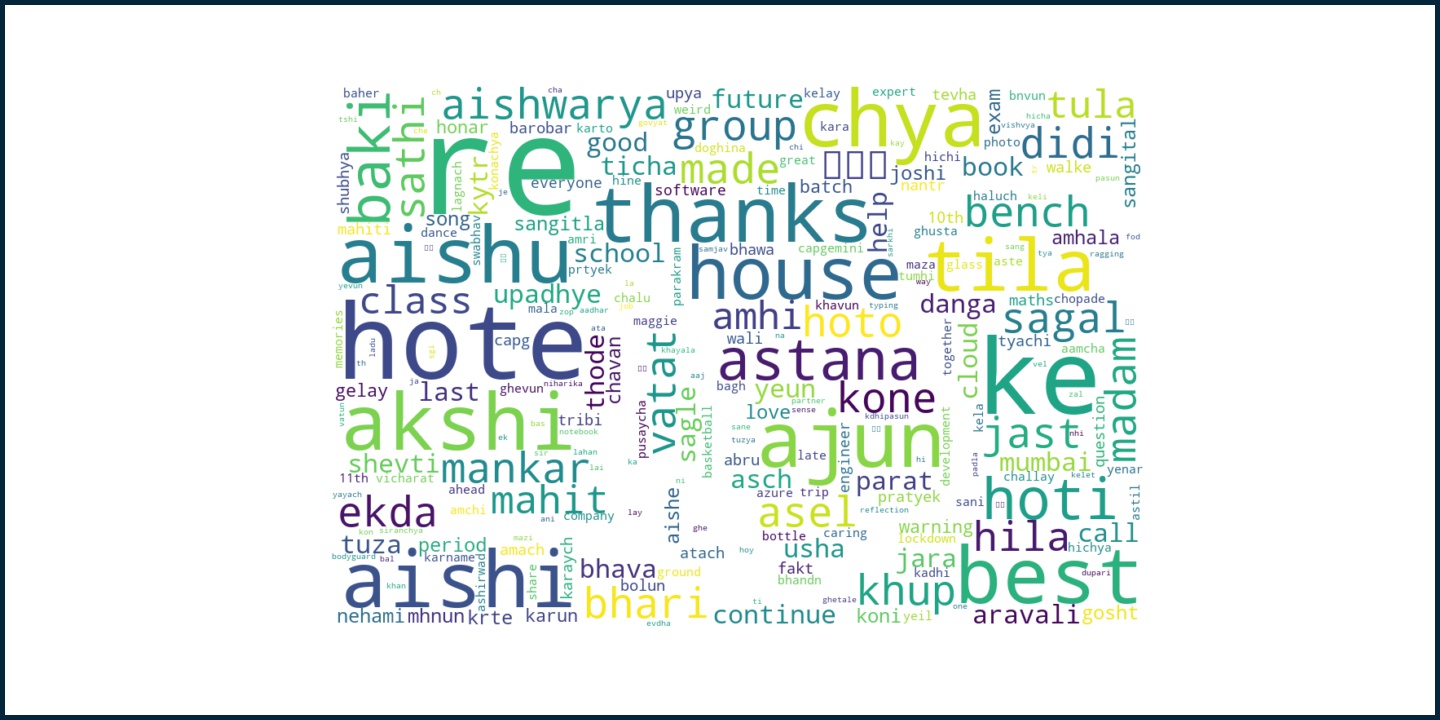 baher
ch
cha
aishwarya
upya
future
kelay
expert
tevha
exam
bnvun
tula
tshi
baki
sathi
re
honar
barobar
karto
weird
group
chya
kara
hicha
vishvya
photo
didi
sangital
che
konachya
good
govyat
doghina
chi
kay
hichi
shubhya
lagnach
kytr
everyone
hine
ticha
made
great
joshi
book
walke
pasun
je
software
time
batch
nantr
haluch
keli
song
dance
swabhav
sangitla
thanks
help
10th
bench
mahiti
aishu
amri
school
samjav
bhawa
capgemini
sarkhi
ghusta
amhala
fod
prtyek
parakram
house
maza
tumhi
way
tila
glass
sang
aste
tya
ragging
yevun
class
upadhye
la
chalu
job
khavun
typing
danga
maths
chopade
memories
hote
mala
zop
aadhar
maggie
amhi
hoto
sagal
ladu
sgl
th
capg
ata
thode
chavan
vatat
khayala
wali
na
astana
together
cloud
tyachi
aamcha
ke
vel
gelay
ja
last
ghevun
niharika
aaj
bagh
yeun
kone
zal
vatun
akshi
bas
tribi
notebook
pusaycha
sagle
basketball
love
partner
sense
kdhipasun
kela
jast
nhi
question
madam
ek
sir
lahan
sane
tuzya
ajun
engineer
development
padla
shevti
mankar
lai
ka
abru
late
hi
mumbai
yenar
11th
vicharat
ni
asch
parat
challay
kelet
yayach
ahead
mahit
aishe
azure
trip
pratyek
sani
hoti
astil
ekda
amchi
ani
company
lay
asel
reflection
kon
siranchya
ghe
bottle
caring
warning
lockdown
hila
call
tuza
period
mazi
amach
karaych
atach
hoy
usha
jara
hichya
bodyguard
bal
karname
ashirwad
share
bhava
ground
fakt
kadhi
best
dupari
khan
aishi
bolun
bhandn
khup
bhari
ti
ghetale
one
nehami
mhnun
krte
karun
evdha
continue
koni
yeil
aravali
gosht